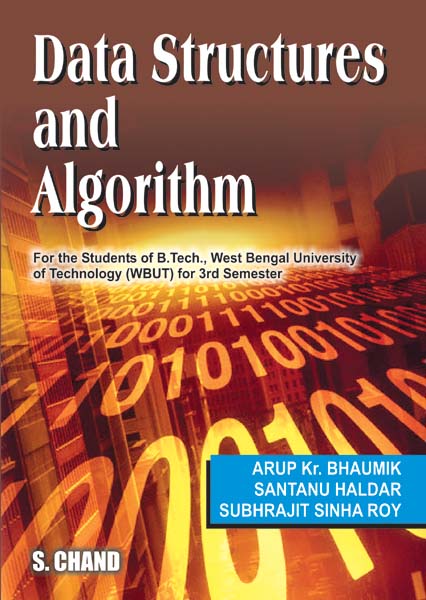 Data Structures
and
Algorithm
For the Students of B.Tech., West Bengal University
of Technology (WBUT) for 3rd Semester
ARUP Kr. BHAUMIK
SANTANU HALDAR
SUBHRAJIT SINHA ROY
S. CHAND